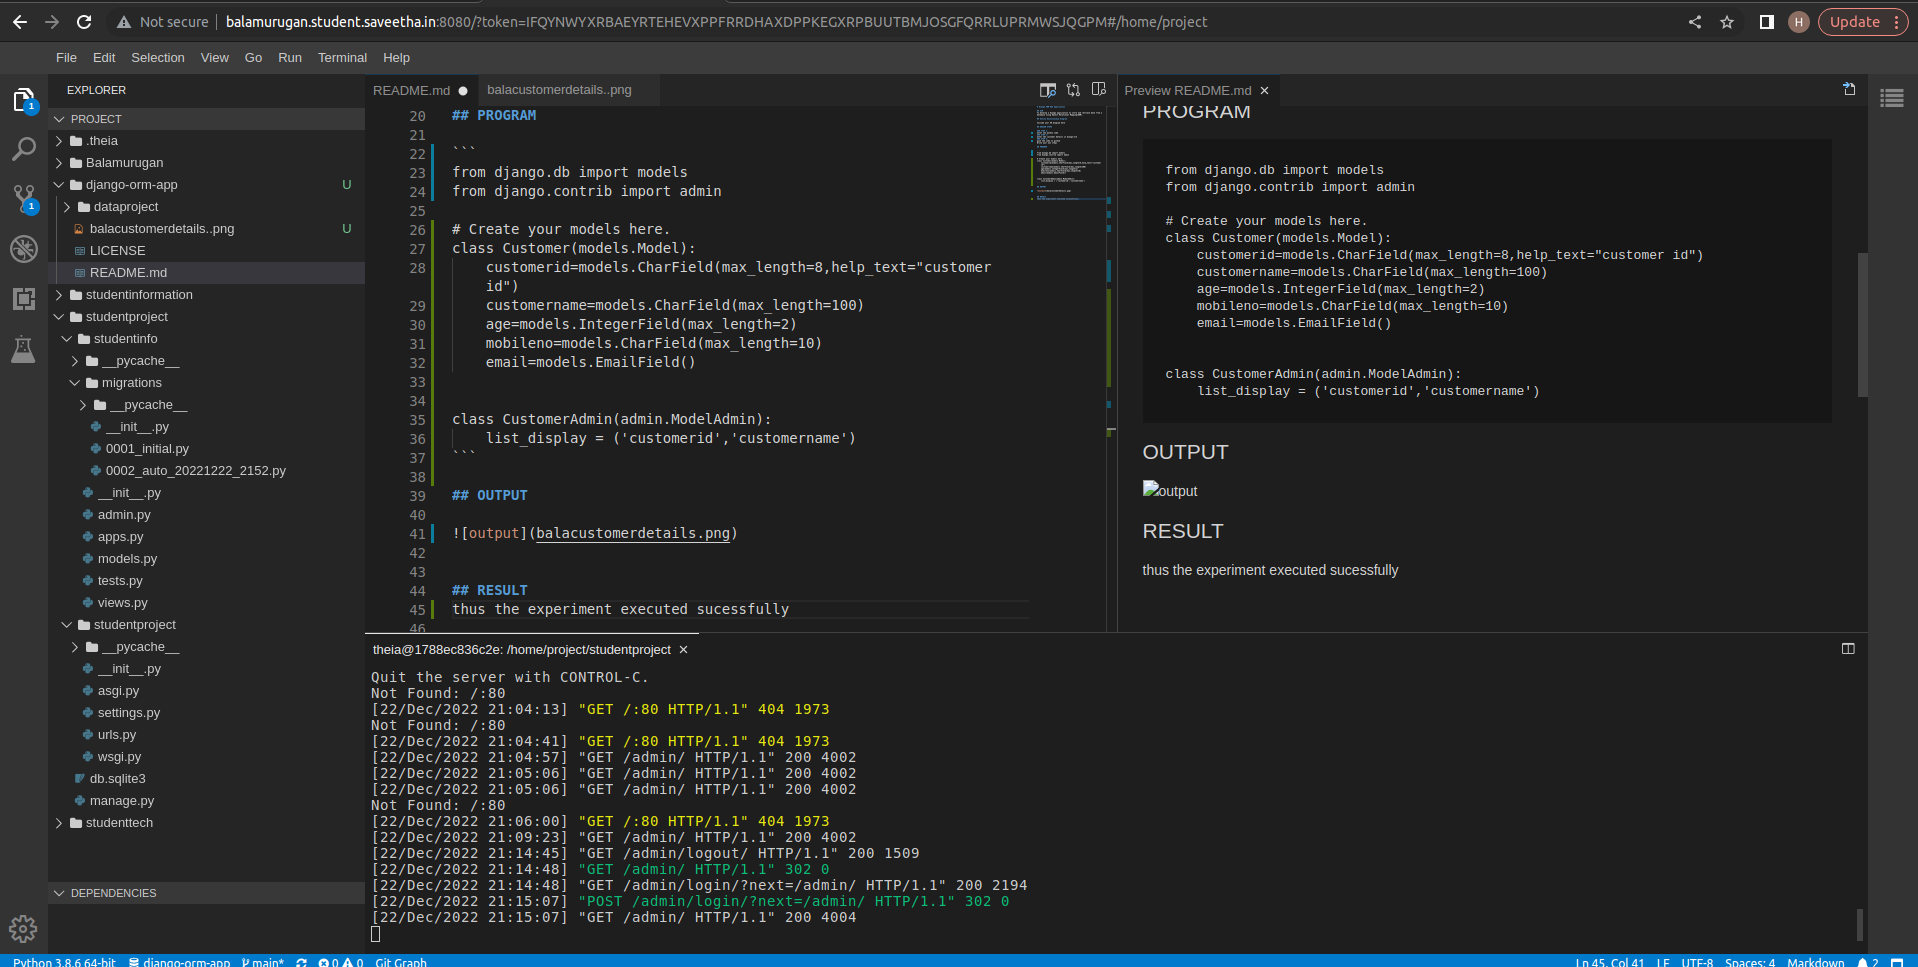 Not secure | balamurugan.student.saveetha.in:8080/?token=IFQYNWYXRBAEYRTEHEVXPPFRRDHAXDPPKEGXRPBUUTBMJOSGFQRRLUPRMWSJQGPM#/home/project
H
Update
File Edit Selection View Go Run Terminal Help
1
1
EXPLORER
PROJECT
.theia
Balamurugan
django-orm-app U
dataproject
balacustomerdetails..png U
LICENSE
README.md
studentinformation
studentproject
studentinfo
__pycache__
migrations
__pycache__
__init__.py
0001_initial.py
0002_auto_20221222_2152.py
__init__.py
admin.py
apps.py
models.py
tests.py
views.py
studentproject
__pycache__
__init__.py
asgi.py
settings.py
urls.py
wsgi.py
db.sqlite3
manage.py
studenttech
DEPENDENCIES
README.md ● balacustomerdetails..png
20 ## PROGRAM
21
22 ```
23 from django.db import models
24 from django.contrib import admin
25
26 # Create your models here.
27 class Customer(models.Model):
28     customerid=models.CharField(max_length=8,help_text="customer
    id")
29     customername=models.CharField(max_length=100)
30     age=models.IntegerField(max_length=2)
31     mobileno=models.CharField(max_length=10)
32     email=models.EmailField()
33
34
35 class CustomerAdmin(admin.ModelAdmin):
36     list_display = ('customerid','customername')
37 ```
38
39 ## OUTPUT
40
41 ![output](balacustomerdetails.png)
42
43
44 ## RESULT
45 thus the experiment executed sucessfully
46
Preview README.md ×
PROGRAM
from django.db import models
from django.contrib import admin
# Create your models here.
class Customer(models.Model):
    customerid=models.CharField(max_length=8,help_text="customer id")
    customername=models.CharField(max_length=100)
    age=models.IntegerField(max_length=2)
    mobileno=models.CharField(max_length=10)
    email=models.EmailField()
class CustomerAdmin(admin.ModelAdmin):
    list_display = ('customerid','customername')
OUTPUT
output
RESULT
thus the experiment executed sucessfully
theia@1788ec836c2e: /home/project/studentproject ×
Quit the server with CONTROL-C.
Not Found: /:80
[22/Dec/2022 21:04:13] "GET /:80 HTTP/1.1" 404 1973
Not Found: /:80
[22/Dec/2022 21:04:41] "GET /:80 HTTP/1.1" 404 1973
[22/Dec/2022 21:04:57] "GET /admin/ HTTP/1.1" 200 4002
[22/Dec/2022 21:05:06] "GET /admin/ HTTP/1.1" 200 4002
[22/Dec/2022 21:05:06] "GET /admin/ HTTP/1.1" 200 4002
Not Found: /:80
[22/Dec/2022 21:06:00] "GET /:80 HTTP/1.1" 404 1973
[22/Dec/2022 21:09:23] "GET /admin/ HTTP/1.1" 200 4002
[22/Dec/2022 21:14:45] "GET /admin/logout/ HTTP/1.1" 200 1509
[22/Dec/2022 21:14:48] "GET /admin/ HTTP/1.1" 302 0
[22/Dec/2022 21:14:48] "GET /admin/login/?next=/admin/ HTTP/1.1" 200 2194
[22/Dec/2022 21:15:07] "POST /admin/login/?next=/admin/ HTTP/1.1" 302 0
[22/Dec/2022 21:15:07] "GET /admin/ HTTP/1.1" 200 4004
Python 3.8.6 64-bit django-orm-app main* 0 0 Git Graph Ln 45, Col 41 LF UTF-8 Spaces: 4 Markdown 2